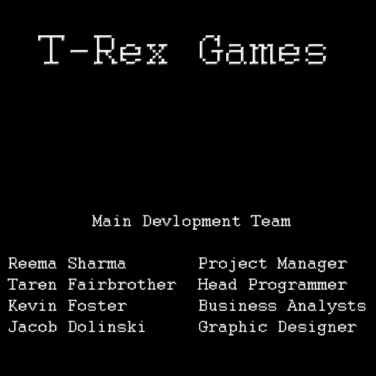 T-Rex Games
Main Devlopment Team
Reema Sharma Project Manager
Taren Fairbrother Head Programmer
Kevin Foster Business Analysts
Jacob Dolinski Graphic Designer